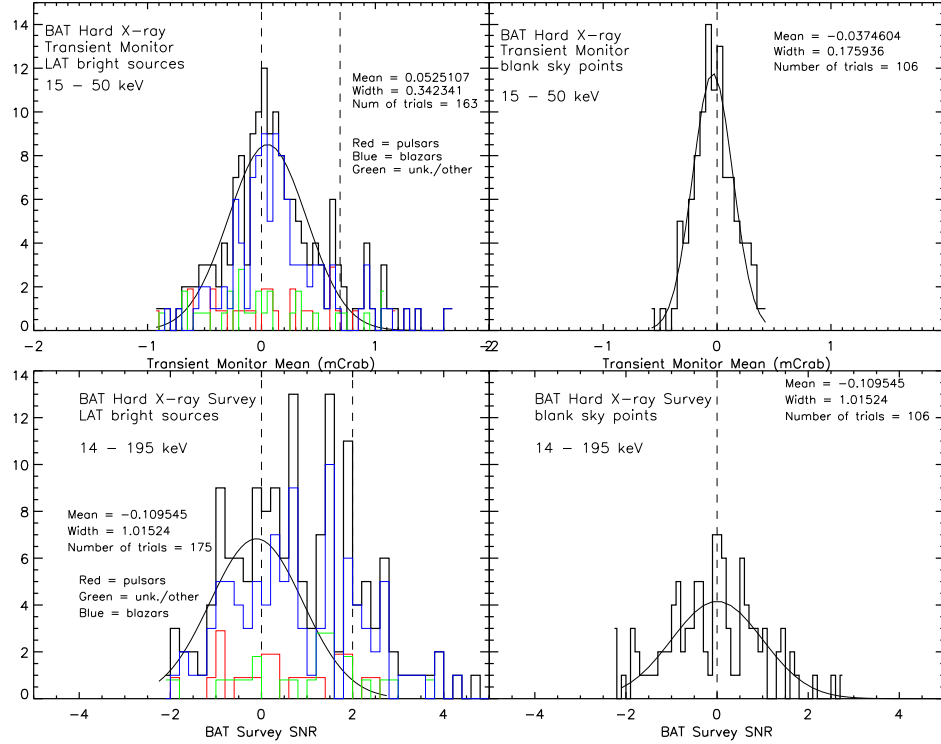 BAT Hard X-ray
Transient Monitor
LAT bright sources
15 - 50 keV
Mean = 0.0525107
Width = 0.342341
Num of trials = 163
Red = pulsars
Blue = blazars
Green = unk./other
14
12
10
8
6
4
2
0
-2 -1 0 1
Transient Monitor Mean (mCrab)
BAT Hard X-ray
Transient Monitor
blank sky points
15 - 50 keV
Mean = -0.0374604
Width = 0.175936
Number of trials = 106
-1 0 1
Transient Monitor Mean (mCrab)
BAT Hard X-ray Survey
LAT bright sources
14 - 195 keV
Mean = -0.109545
Width = 1.01524
Number of trials = 175
Red = pulsars
Green = unk./other
Blue = blazars
14
12
10
8
6
4
2
0
-4 -2 0 2 4
BAT Survey SNR
BAT Hard X-ray Survey
blank sky points
14 - 195 keV
Mean = -0.109545
Width = 1.01524
Number of trials = 106
-4 -2 0 2 4
BAT Survey SNR